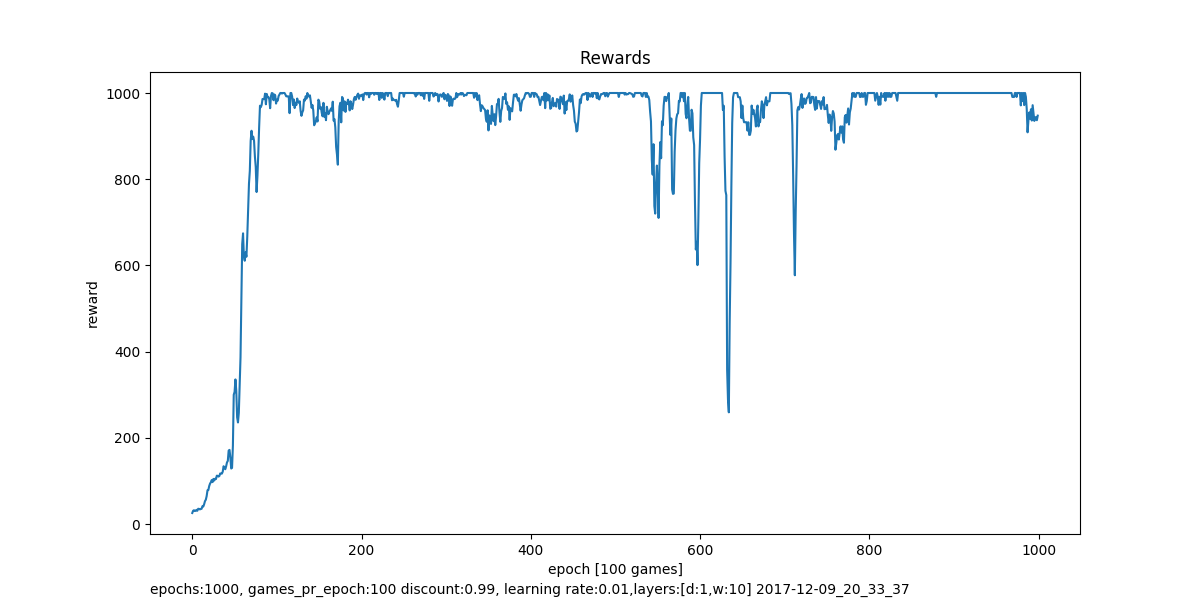 Rewards
1000
800
600
400
200
0
reward
0 200 400 600 800 1000
epoch [100 games]
epochs:1000, games_pr_epoch:100 discount:0.99, learning rate:0.01,layers:[d:1,w:10] 2017-12-09_20_33_37